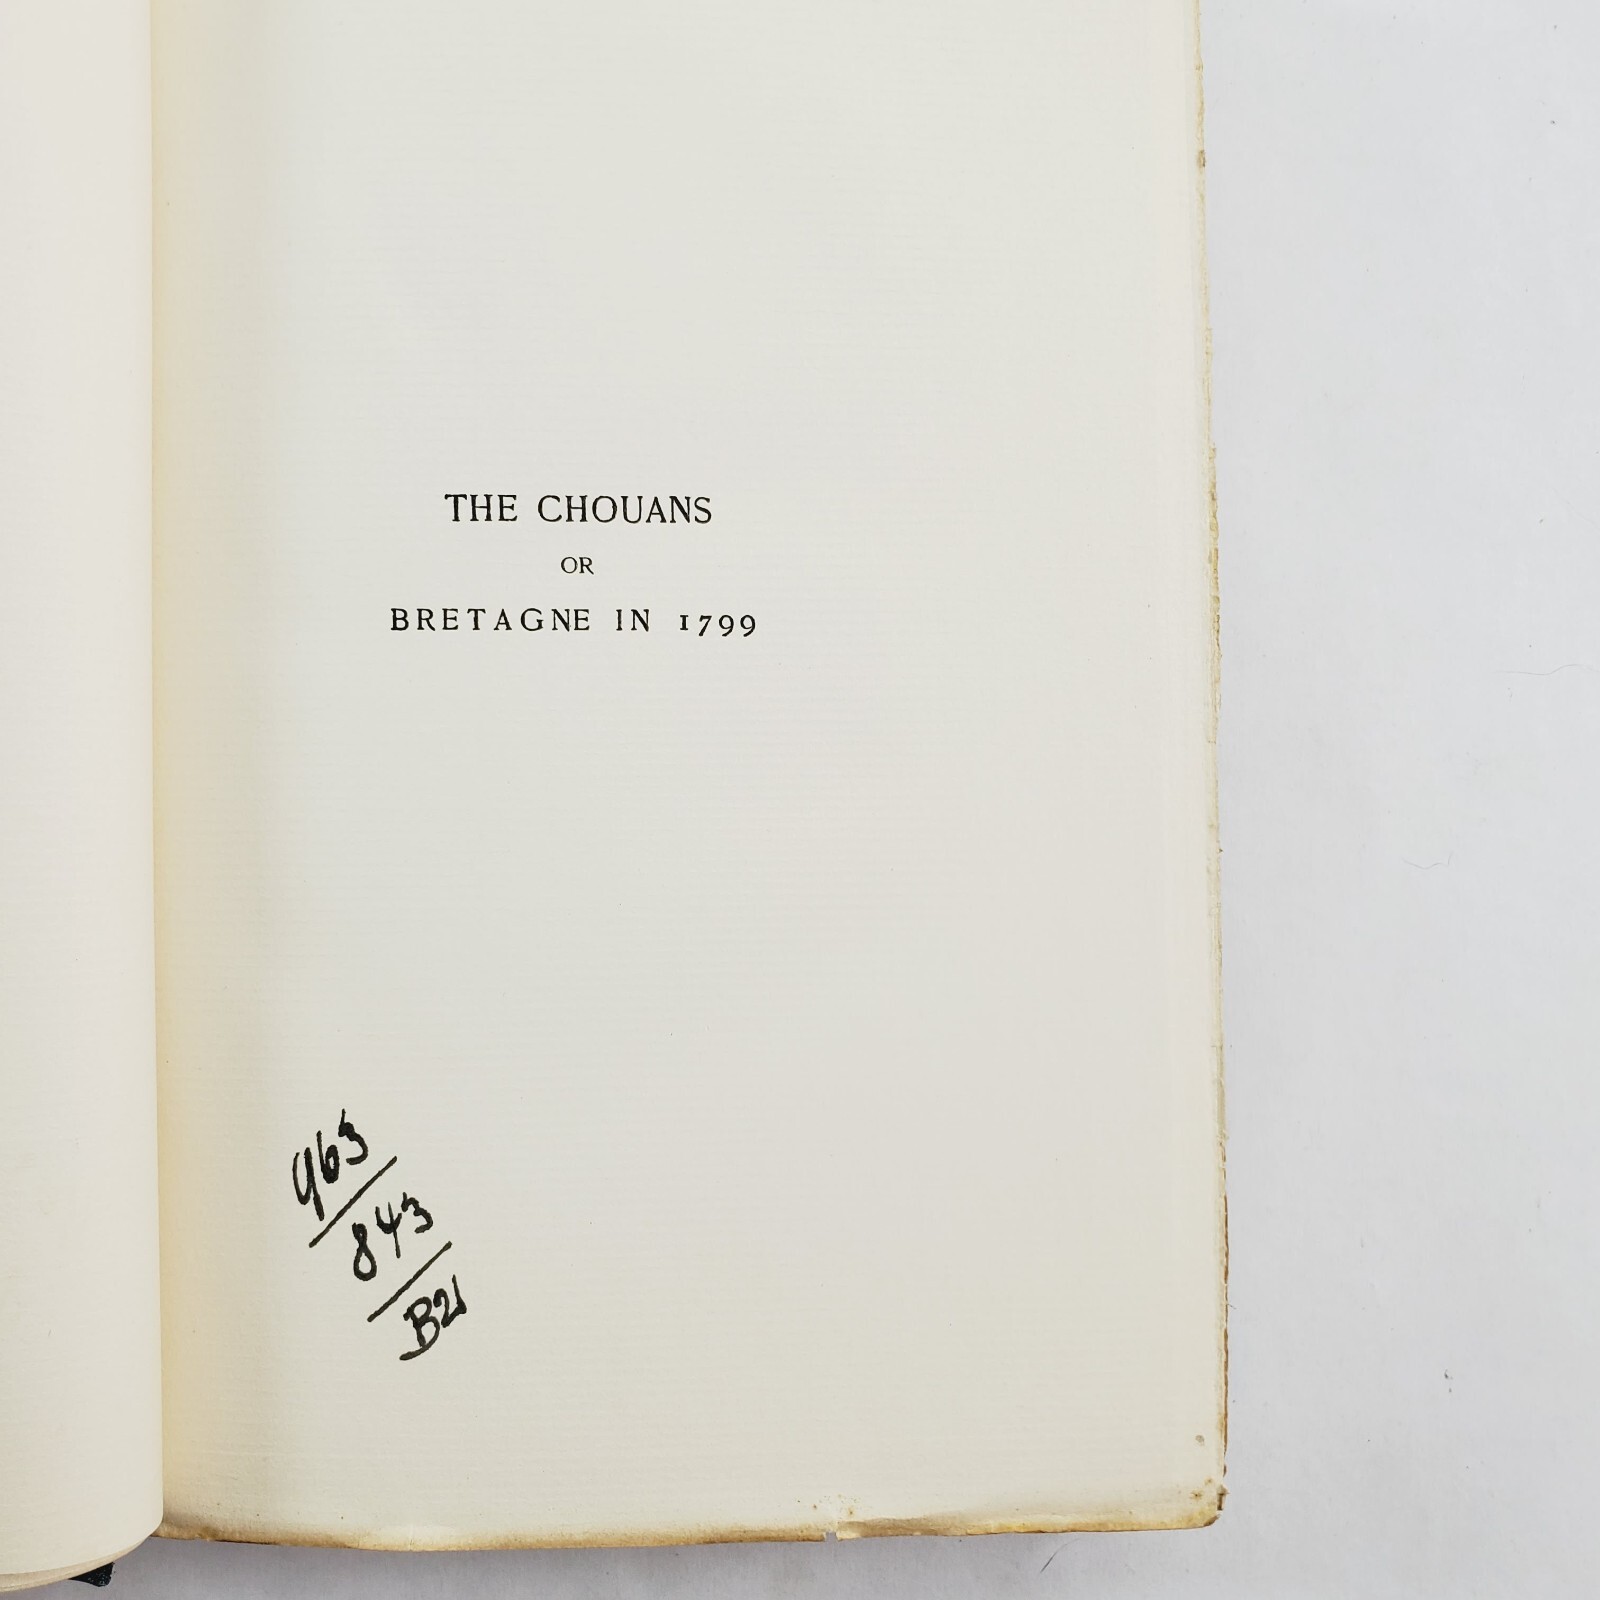 THE CHOUANS
OR
BRETAGNE IN 1799
963
843
B21